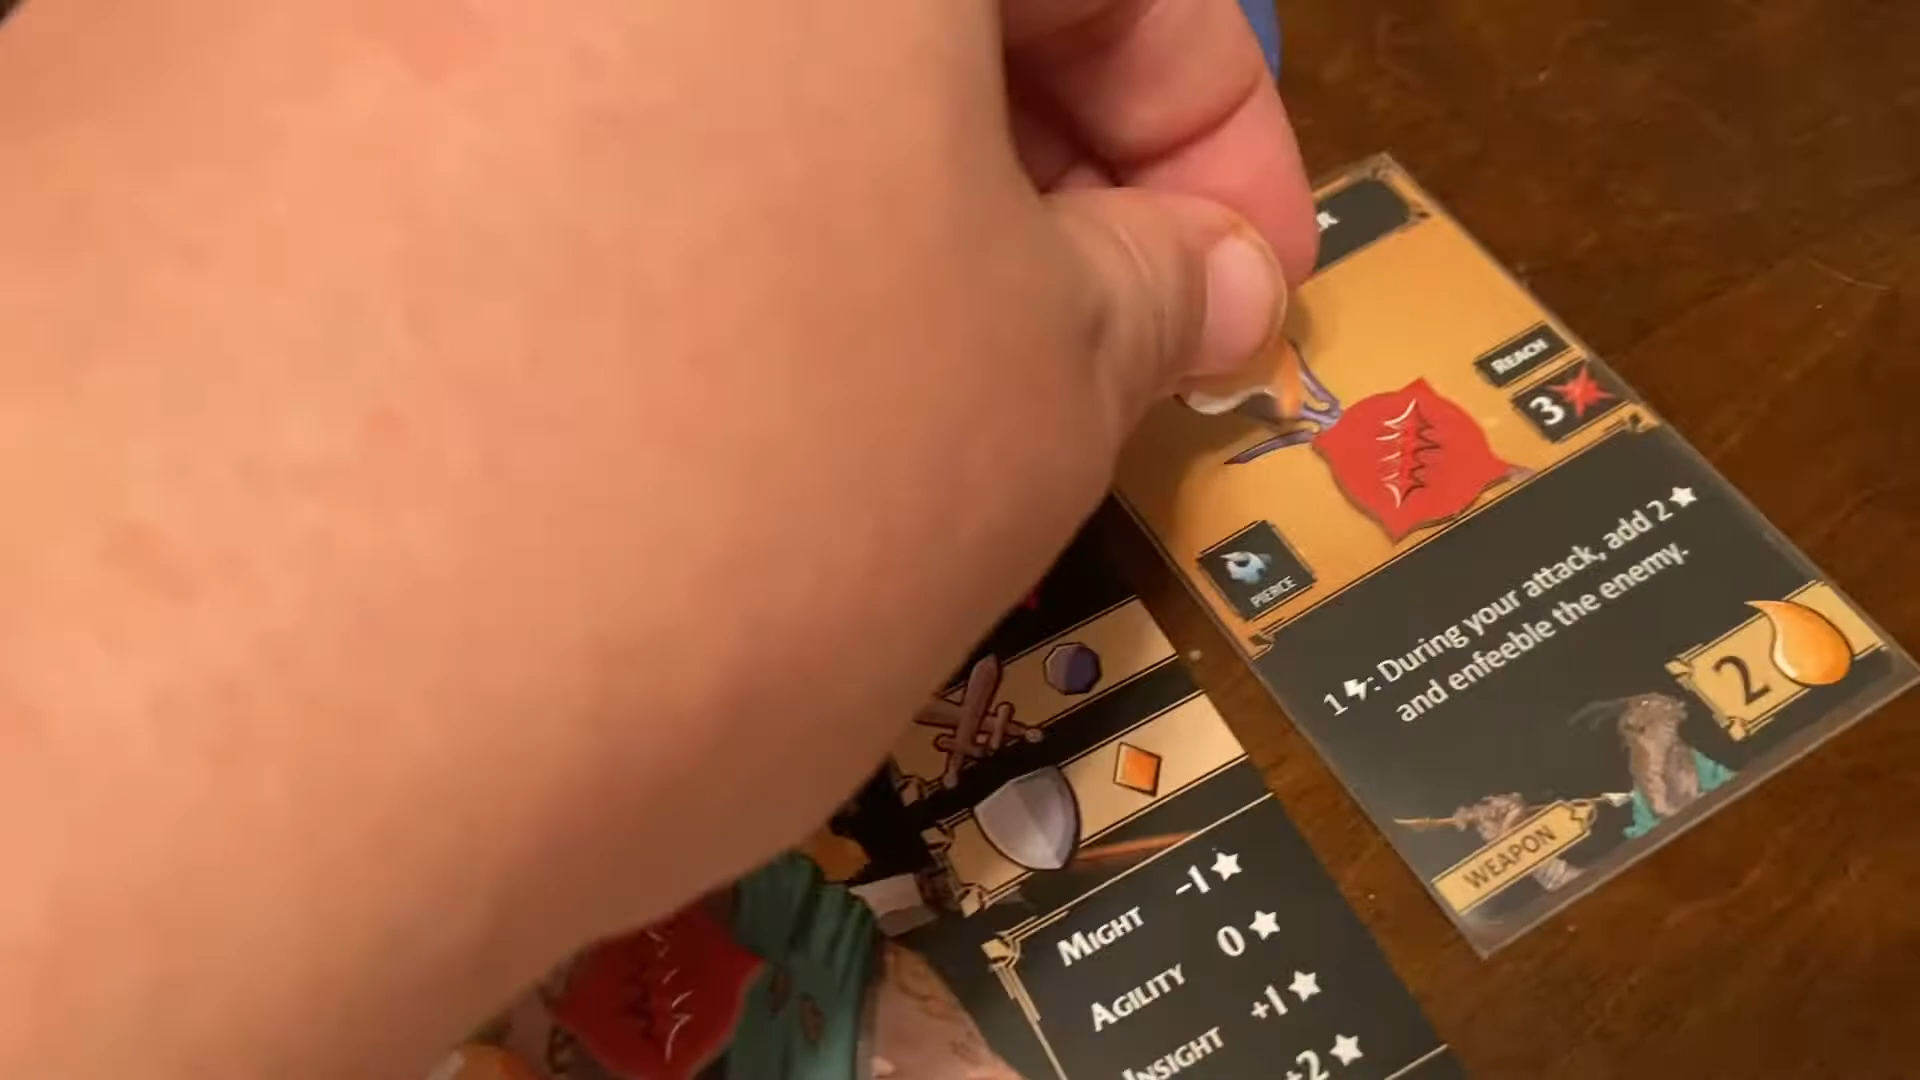 REACH
3
PIERCE
1 : During your attack, add 2
and enfeeble the enemy.
2
WEAPON
MIGHT -1
AGILITY 0
INSIGHT +1
+2